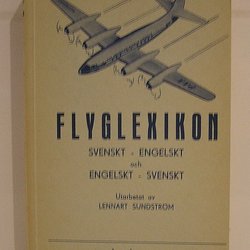 FLYGLEXIKON
SVENSKT - ENGELSKT
och
ENGELSKT - SVENSKT
Utarbetat av
LENNART SUNDSTRÖM